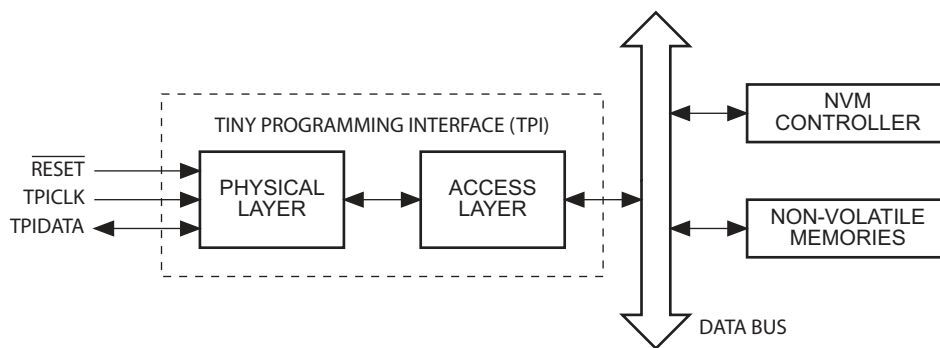 TINY PROGRAMMING INTERFACE (TPI)
RESET
TPICLK
TPIDATA
PHYSICAL
LAYER
ACCESS
LAYER
NVM
CONTROLLER
NON-VOLATILE
MEMORIES
DATA BUS